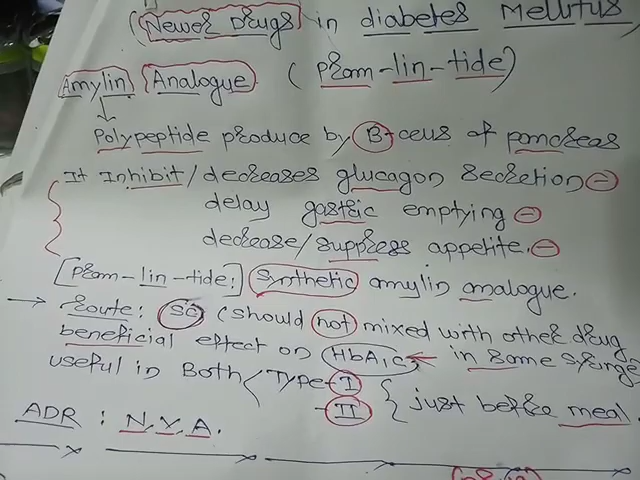 (Newer Drugs) in diabetes Mellitus
Amylin Analogue (Pram-lin-tide)
Polypeptide produce by B-cells of pancreas
It Inhibit/decreases glucagon secretion ⊖
delay gastric emptying ⊖
decrease/suppress appetite. ⊖
[Pram-lin-tide:] Synthetic amylin analogue.
→ Route: SC (should not mixed with other drug
beneficial effect on HbA1C ← in same syringe
useful in Both Type-I
-II just before meal.
ADR : N, V, A.